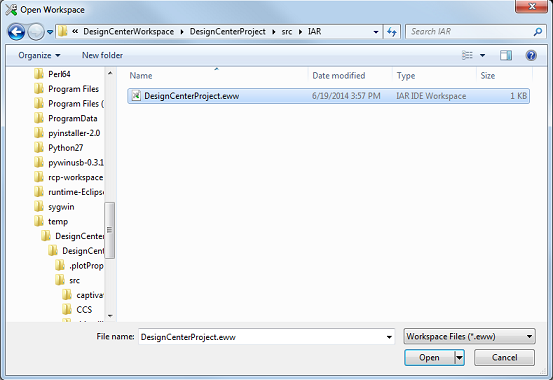 Open Workspace
« DesignCenterWorkspace DesignCenterProject src IAR Search IAR
Organize New folder
Name Date modified Type Size
DesignCenterProject.eww 6/19/2014 3:57 PM IAR IDE Workspace 1 KB
Perl64
Program Files
Program Files (
ProgramData
pyinstaller-2.0
Python27
pywinusb-0.3.1
rcp-workspace
runtime-Eclipse
sygwin
temp
DesignCenter
DesignCent
.plotProp
src
captiva
CCS
File name: DesignCenterProject.eww Workspace Files (*.eww)
Open Cancel